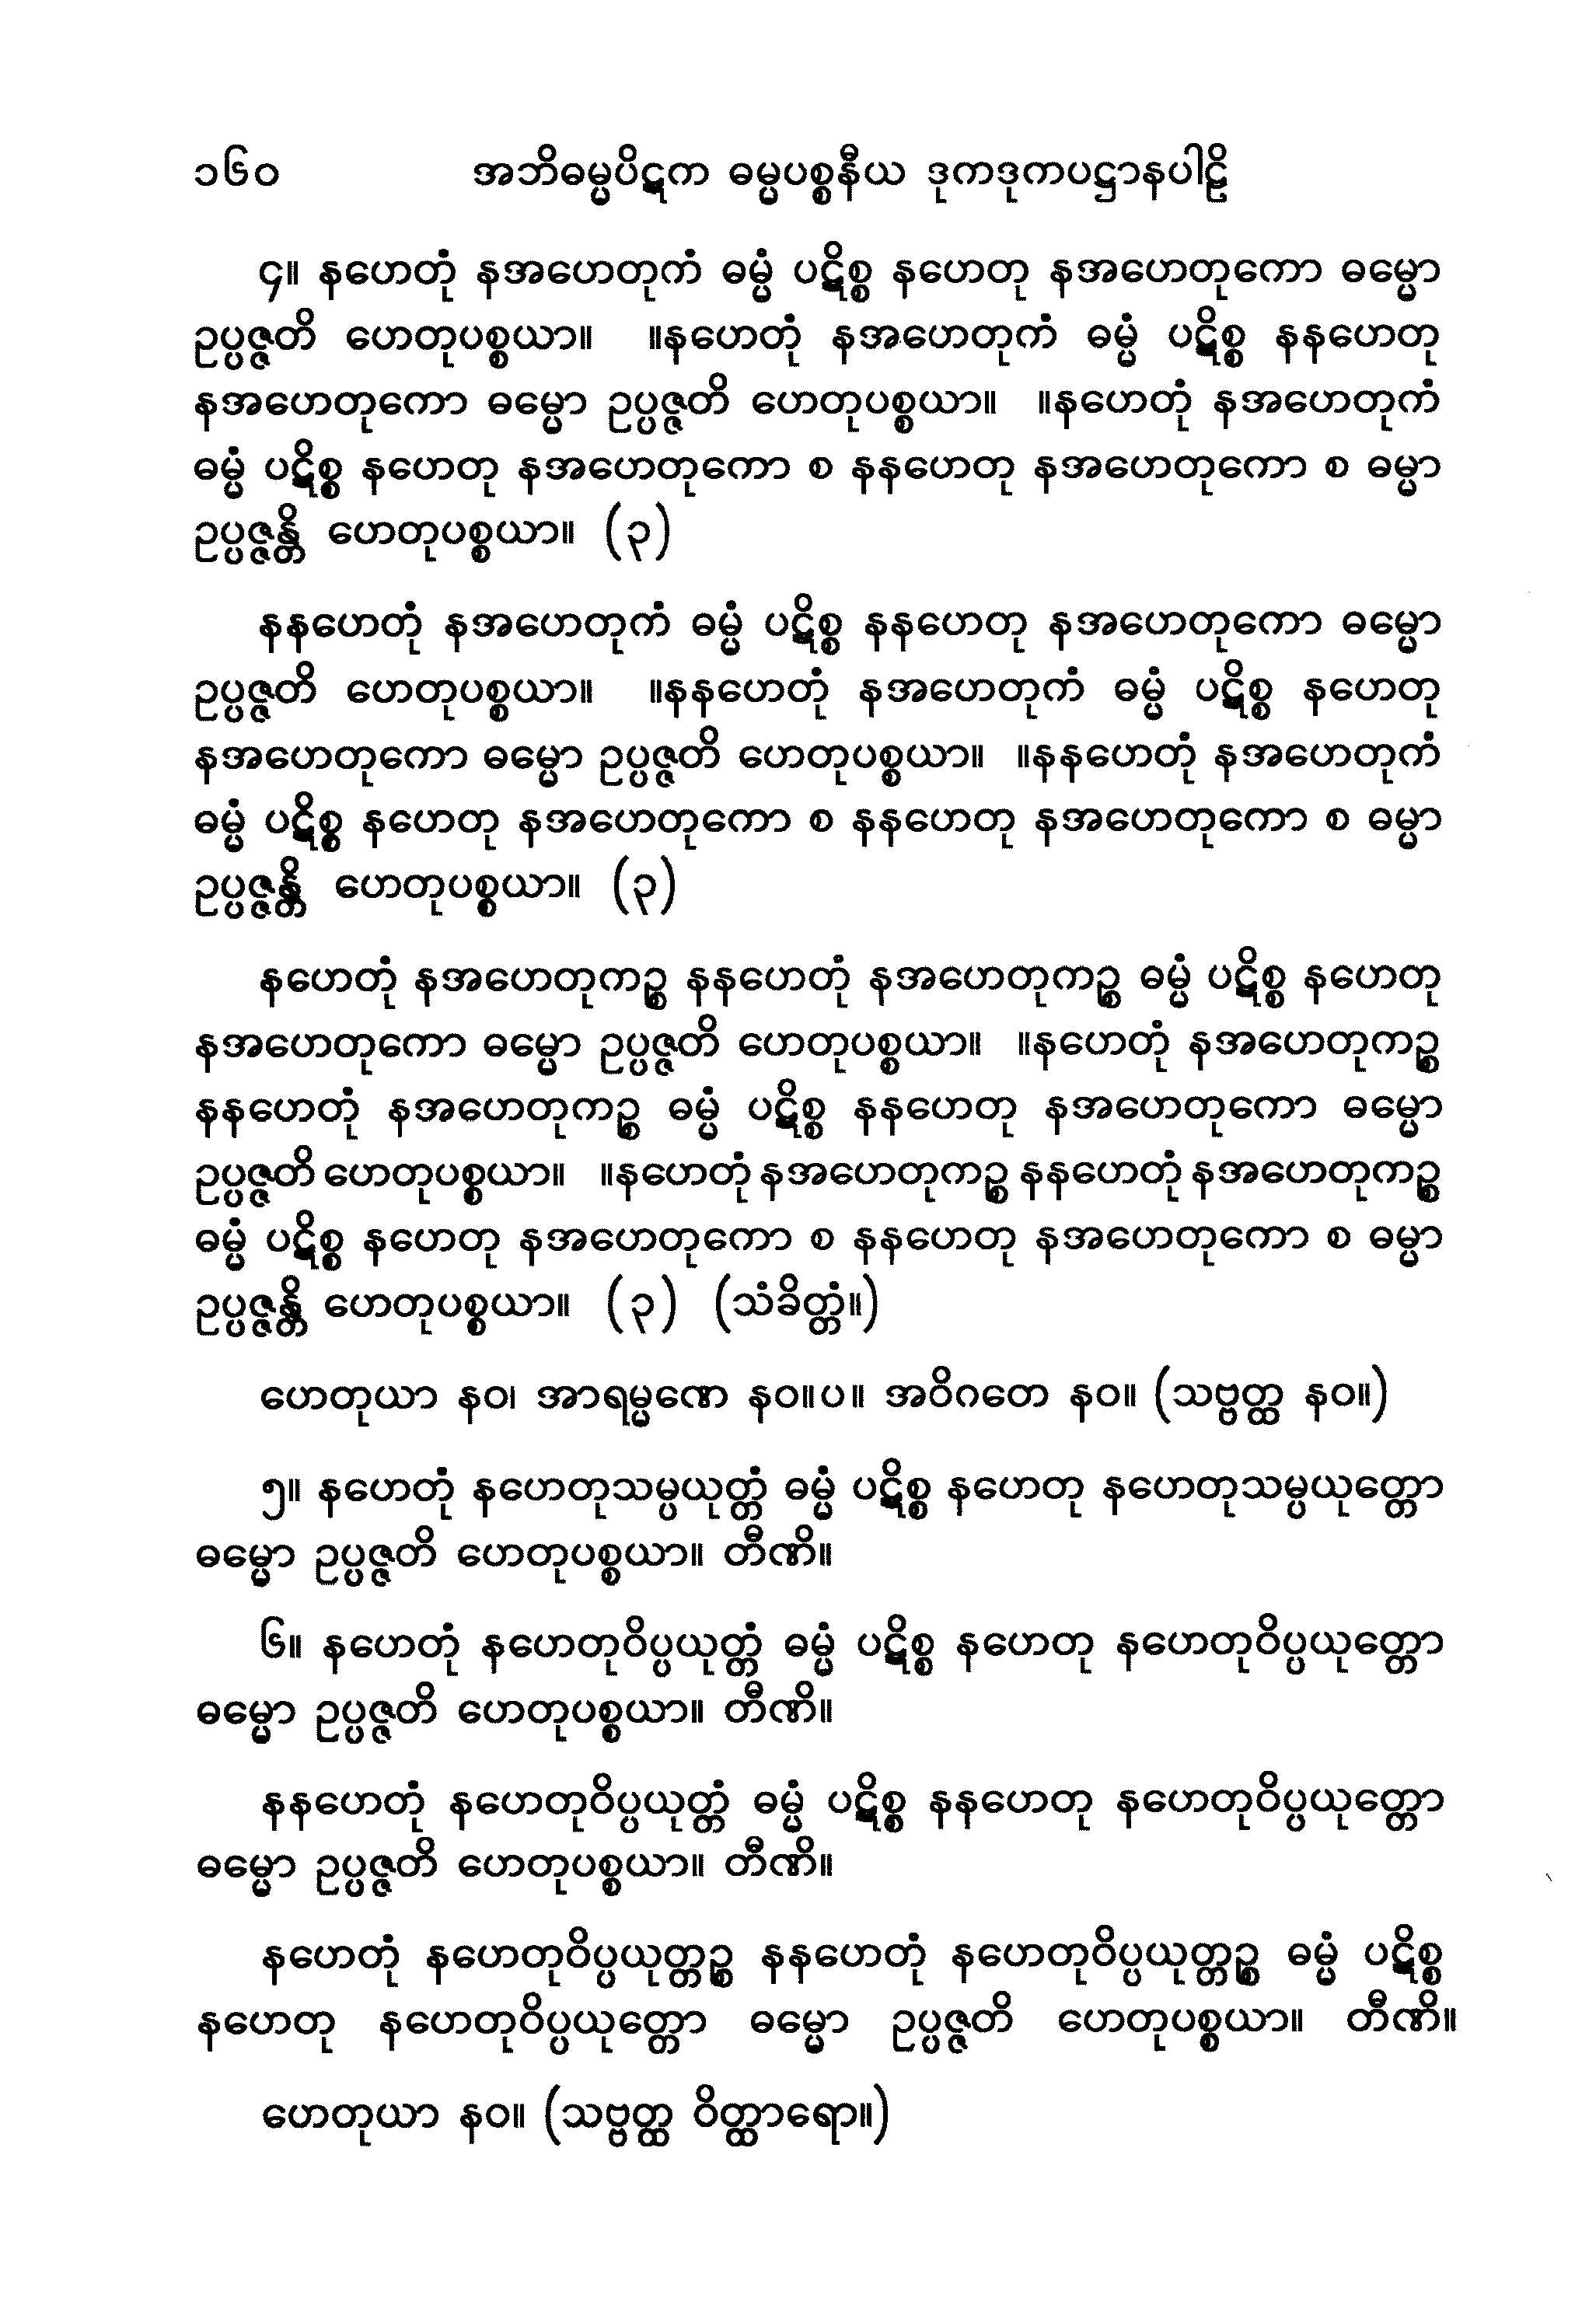 ၁၆၀ အဘိဓမ္မပိဋက ဓမ္မပစ္စနီယ ဒုကဒုကပဋ္ဌာနပါဠိ
၄။ နဟေတုံ နအဟေတုကံ ဓမ္မံ ပဋိစ္စ နဟေတု နအဟေတုကော ဓမ္မော
ဥပ္ပဇ္ဇတိ ဟေတုပစ္စယာ။ ။နဟေတုံ နအဟေတုကံ ဓမ္မံ ပဋိစ္စ နနဟေတု
နအဟေတုကော ဓမ္မော ဥပ္ပဇ္ဇတိ ဟေတုပစ္စယာ။ ။နဟေတုံ နအဟေတုကံ
ဓမ္မံ ပဋိစ္စ နဟေတု နအဟေတုကော စ နနဟေတု နအဟေတုကော စ ဓမ္မာ
ဥပ္ပဇ္ဇန္တိ ဟေတုပစ္စယာ။ (၃)
နနဟေတုံ နအဟေတုကံ ဓမ္မံ ပဋိစ္စ နနဟေတု နအဟေတုကော ဓမ္မော
ဥပ္ပဇ္ဇတိ ဟေတုပစ္စယာ။ ။နနဟေတုံ နအဟေတုကံ ဓမ္မံ ပဋိစ္စ နဟေတု
နအဟေတုကော ဓမ္မော ဥပ္ပဇ္ဇတိ ဟေတုပစ္စယာ။ ။နနဟေတုံ နအဟေတုကံ
ဓမ္မံ ပဋိစ္စ နဟေတု နအဟေတုကော စ နနဟေတု နအဟေတုကော စ ဓမ္မာ
ဥပ္ပဇ္ဇန္တိ ဟေတုပစ္စယာ။ (၃)
နဟေတုံ နအဟေတုကဉ္စ နနဟေတုံ နအဟေတုကဉ္စ ဓမ္မံ ပဋိစ္စ နဟေတု
နအဟေတုကော ဓမ္မော ဥပ္ပဇ္ဇတိ ဟေတုပစ္စယာ။ ။နဟေတုံ နအဟေတုကဉ္စ
နနဟေတုံ နအဟေတုကဉ္စ ဓမ္မံ ပဋိစ္စ နနဟေတု နအဟေတုကော ဓမ္မော
ဥပ္ပဇ္ဇတိ ဟေတုပစ္စယာ။ ။နဟေတုံ နအဟေတုကဉ္စ နနဟေတုံ နအဟေတုကဉ္စ
ဓမ္မံ ပဋိစ္စ နဟေတု နအဟေတုကော စ နနဟေတု နအဟေတုကော စ ဓမ္မာ
ဥပ္ပဇ္ဇန္တိ ဟေတုပစ္စယာ။ (၃) (သံခိတ္တံ။)
ဟေတုယာ နဝ၊ အာရမ္မဏေ နဝ။ပ။ အဝိဂတေ နဝ။ (သဗ္ဗတ္ထ နဝ။)
၅။ နဟေတုံ နဟေတုသမ္ပယုတ္တံ ဓမ္မံ ပဋိစ္စ နဟေတု နဟေတုသမ္ပယုတ္တော
ဓမ္မော ဥပ္ပဇ္ဇတိ ဟေတုပစ္စယာ။ တီဏိ။
၆။ နဟေတုံ နဟေတုဝိပ္ပယုတ္တံ ဓမ္မံ ပဋိစ္စ နဟေတု နဟေတုဝိပ္ပယုတ္တော
ဓမ္မော ဥပ္ပဇ္ဇတိ ဟေတုပစ္စယာ။ တီဏိ။
နနဟေတုံ နဟေတုဝိပ္ပယုတ္တံ ဓမ္မံ ပဋိစ္စ နနဟေတု နဟေတုဝိပ္ပယုတ္တော
ဓမ္မော ဥပ္ပဇ္ဇတိ ဟေတုပစ္စယာ။ တီဏိ။
နဟေတုံ နဟေတုဝိပ္ပယုတ္တဉ္စ နနဟေတုံ နဟေတုဝိပ္ပယုတ္တဉ္စ ဓမ္မံ ပဋိစ္စ
နဟေတု နဟေတုဝိပ္ပယုတ္တော ဓမ္မော ဥပ္ပဇ္ဇတိ ဟေတုပစ္စယာ။ တီဏိ။
ဟေတုယာ နဝ။ (သဗ္ဗတ္ထ ဝိတ္ထာရော။)